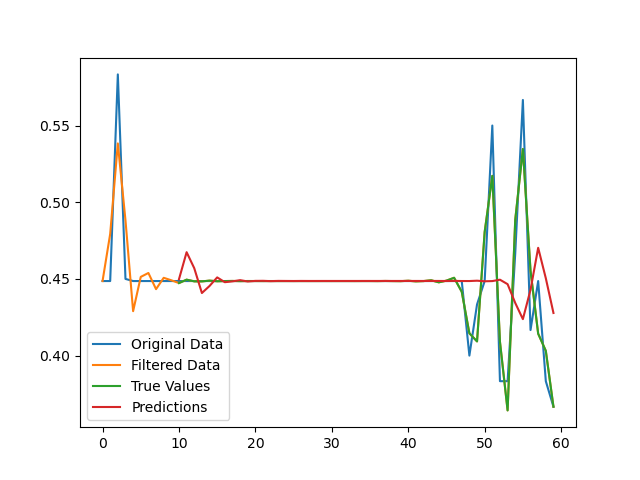 0.55
0.50
0.45
0.40
Original Data
Filtered Data
True Values
Predictions
0 10 20 30 40 50 60